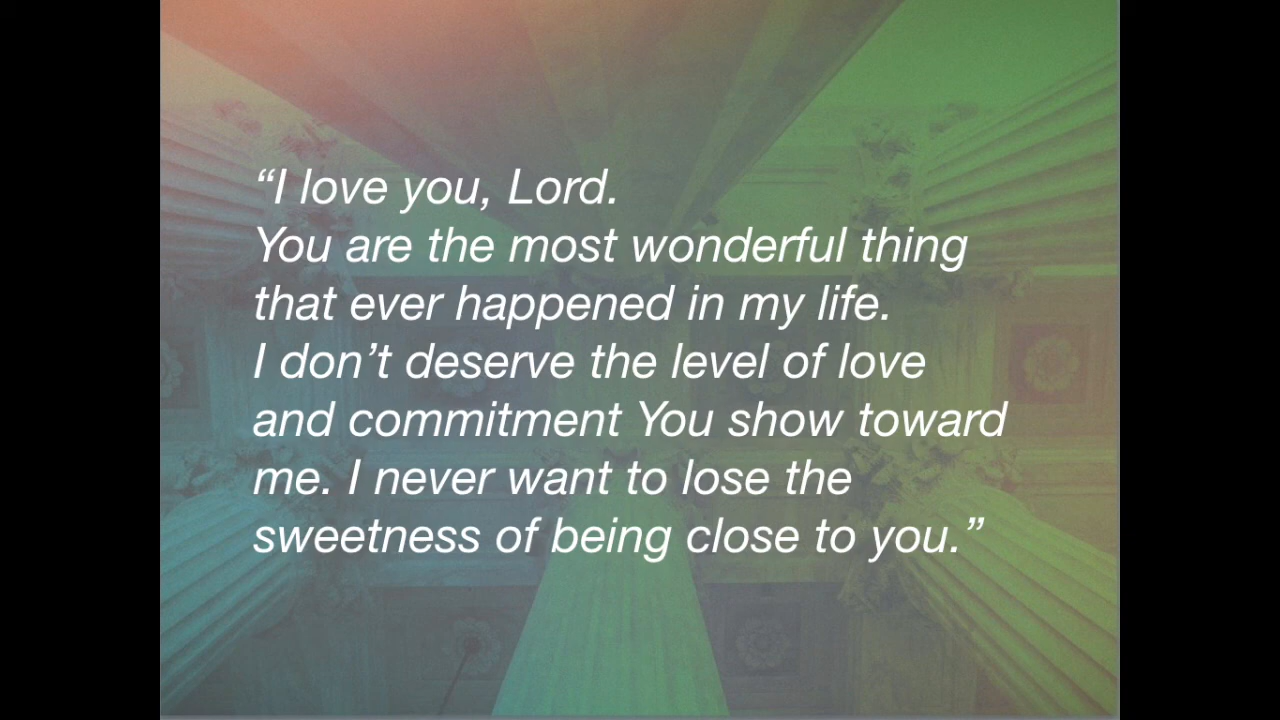 “I love you, Lord.
You are the most wonderful thing
that ever happened in my life.
I don’t deserve the level of love
and commitment You show toward
me. I never want to lose the
sweetness of being close to you.”